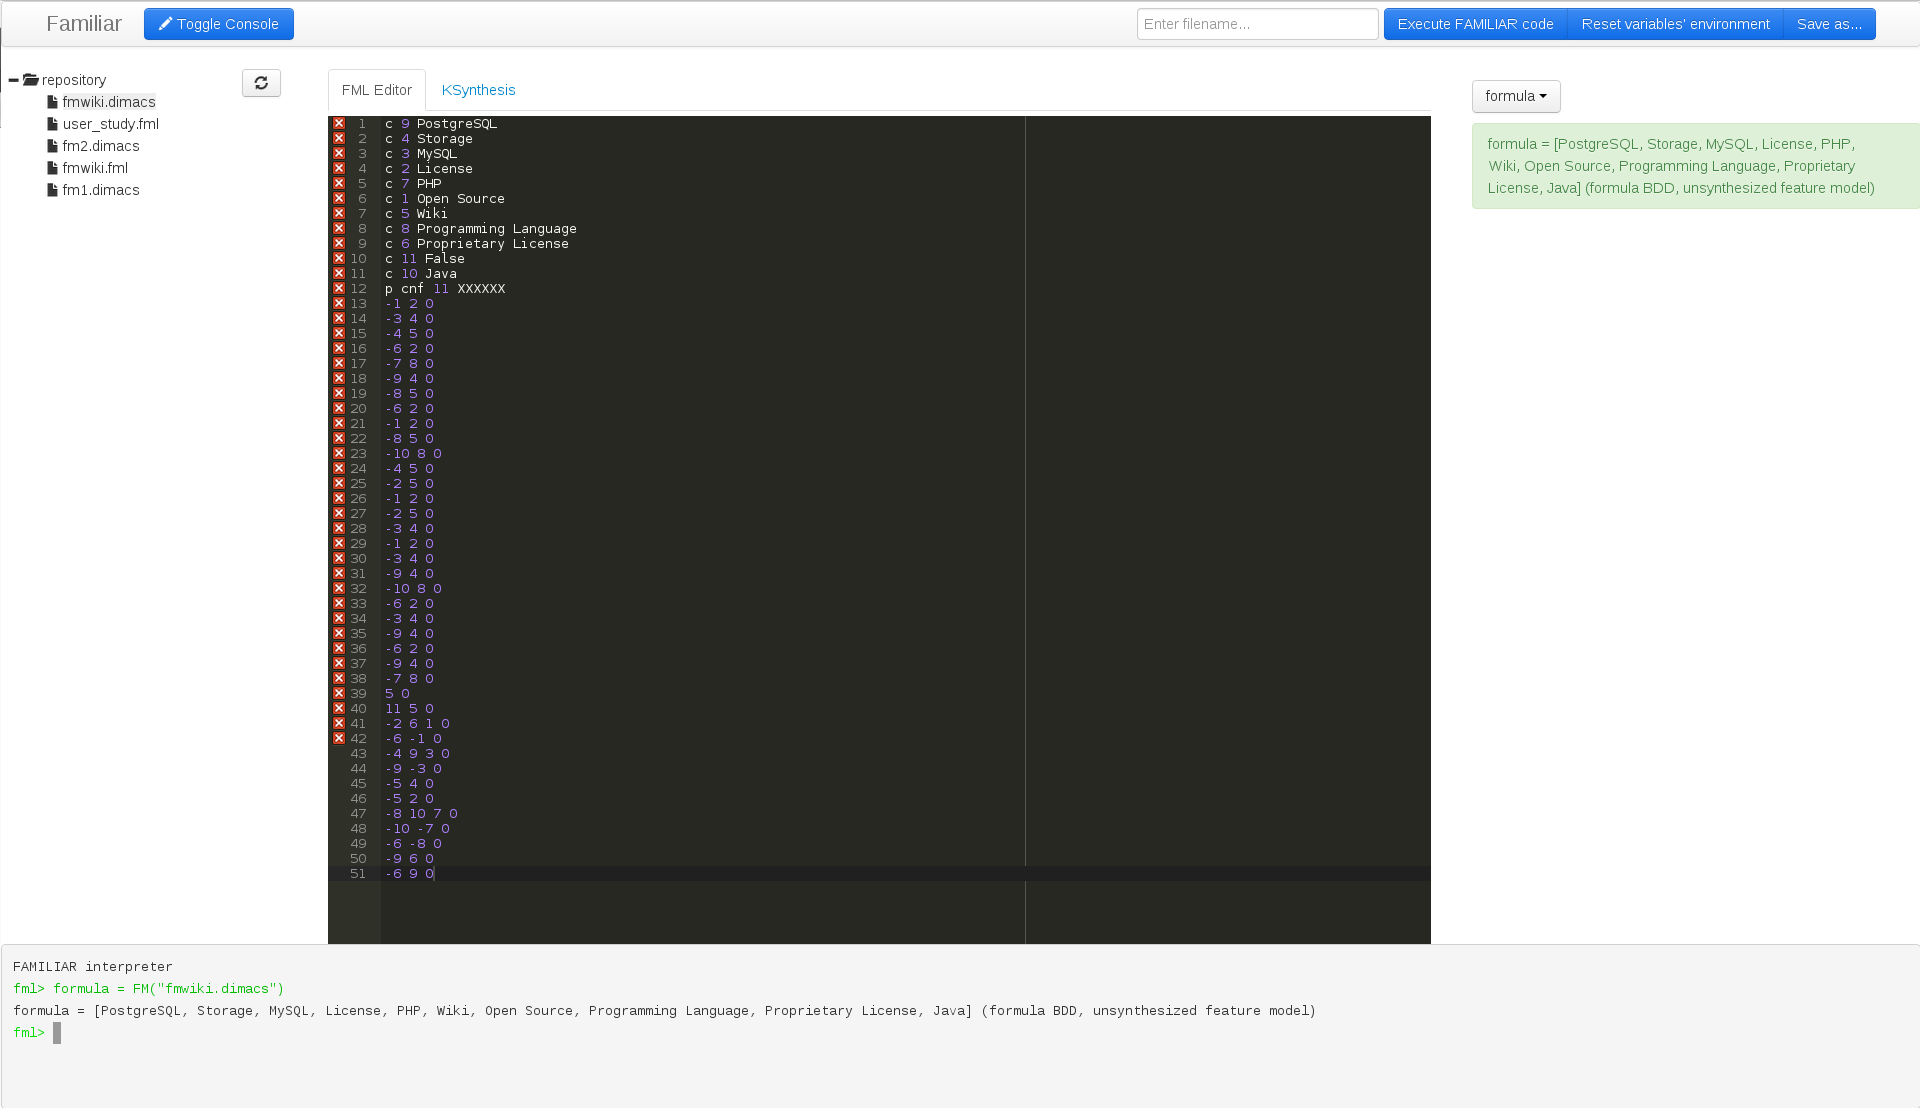 Familiar
Toggle Console
Enter filename...
Execute FAMILIAR code
Reset variables' environment
Save as...
repository
fmwiki.dimacs
user_study.fml
fm2.dimacs
fmwiki.fml
fm1.dimacs
FML Editor
KSynthesis
1 c 9 PostgreSQL
2 c 4 Storage
3 c 3 MySQL
4 c 2 License
5 c 7 PHP
6 c 1 Open Source
7 c 5 Wiki
8 c 8 Programming Language
9 c 6 Proprietary License
10 c 11 False
11 c 10 Java
12 p cnf 11 XXXXXX
13 -1 2 0
14 -3 4 0
15 -4 5 0
16 -6 2 0
17 -7 8 0
18 -9 4 0
19 -8 5 0
20 -6 2 0
21 -1 2 0
22 -8 5 0
23 -10 8 0
24 -4 5 0
25 -2 5 0
26 -1 2 0
27 -2 5 0
28 -3 4 0
29 -1 2 0
30 -3 4 0
31 -9 4 0
32 -10 8 0
33 -6 2 0
34 -3 4 0
35 -9 4 0
36 -6 2 0
37 -9 4 0
38 -7 8 0
39 5 0
40 11 5 0
41 -2 6 1 0
42 -6 -1 0
43 -4 9 3 0
44 -9 -3 0
45 -5 4 0
46 -5 2 0
47 -8 10 7 0
48 -10 -7 0
49 -6 -8 0
50 -9 6 0
51 -6 9 0
formula
formula = [PostgreSQL, Storage, MySQL, License, PHP,
Wiki, Open Source, Programming Language, Proprietary
License, Java] (formula BDD, unsynthesized feature model)
FAMILIAR interpreter
fml> formula = FM("fmwiki.dimacs")
formula = [PostgreSQL, Storage, MySQL, License, PHP, Wiki, Open Source, Programming Language, Proprietary License, Java] (formula BDD, unsynthesized feature model)
fml>